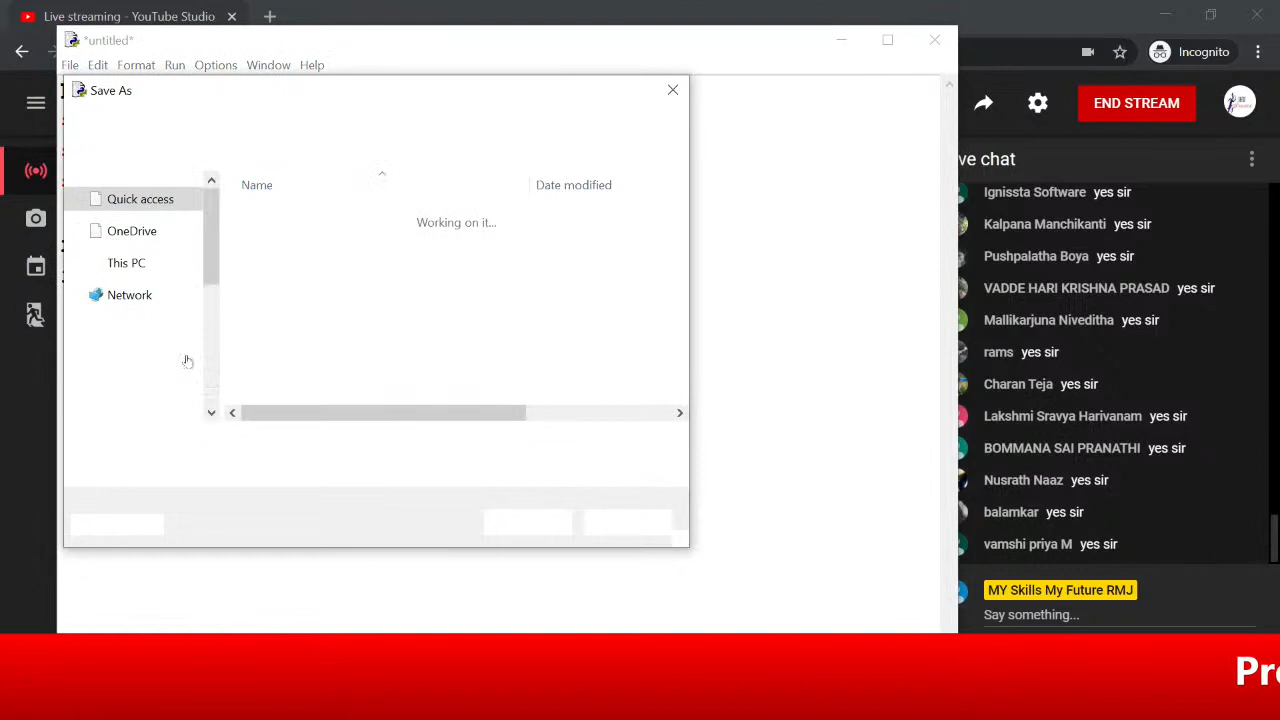 Live streaming - YouTube Studio
*untitled*
Incognito
File Edit Format Run Options Window Help
Save As
END STREAM
ve chat
Name
Date modified
Quick access
Working on it...
OneDrive
This PC
Network
Ignissta Software yes sir
Kalpana Manchikanti yes sir
Pushpalatha Boya yes sir
VADDE HARI KRISHNA PRASAD yes sir
Mallikarjuna Niveditha yes sir
rams yes sir
Charan Teja yes sir
Lakshmi Sravya Harivanam yes sir
BOMMANA SAI PRANATHI yes sir
Nusrath Naaz yes sir
balamkar yes sir
vamshi priya M yes sir
MY Skills My Future RMJ
Say something...